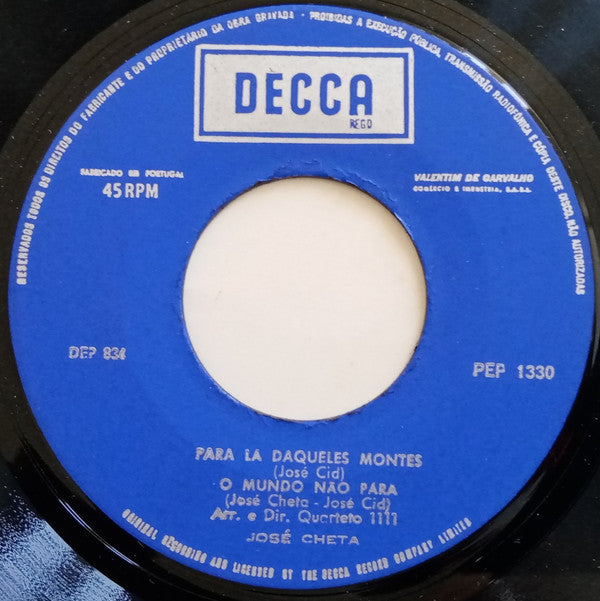 RESERVADOS TODOS OS DIREITOS DO FABRICANTE E DO PROPRIETÁRIO DA OBRA GRAVADA - PROIBIDAS A EXECUÇÃO PÚBLICA, TRANSMISSÃO RADIOFÓNICA E CÓPIA DESTE DISCO, NÃO AUTORIZADAS
DECCA
REGD
FABRICADO EM PORTUGAL
45 RPM
VALENTIM DE CARVALHO
COMÉRCIO E INDÚSTRIA, S.A.R.L.
DEP 834
PEP 1330
PARA LA DAQUELES MONTES
(José Cid)
O MUNDO NÃO PARA
(José Cheta - José Cid)
Arr. e Dir. Quarteto 1111
JOSÉ CHETA
ORIGINAL RECORDING AND LICENSED BY THE DECCA RECORD COMPANY LIMITED